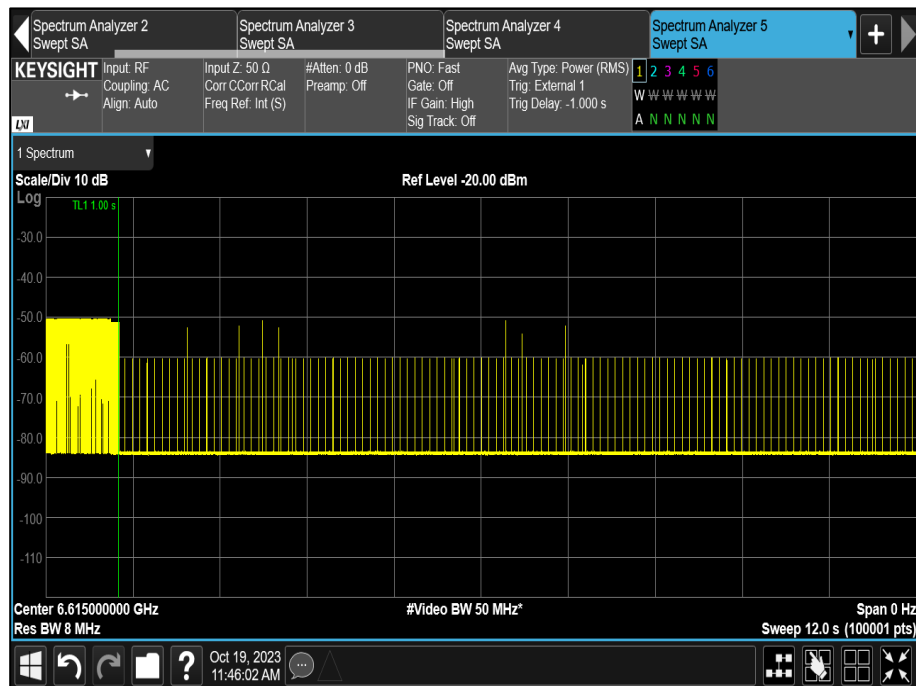 Spectrum Analyzer 2
Swept SA
Spectrum Analyzer 3
Swept SA
Spectrum Analyzer 4
Swept SA
Spectrum Analyzer 5
Swept SA
+
KEYSIGHT
LXI
Input: RF
Coupling: AC
Align: Auto
Input Z: 50 Ω
Corr CCorr RCal
Freq Ref: Int (S)
#Atten: 0 dB
Preamp: Off
PNO: Fast
Gate: Off
IF Gain: High
Sig Track: Off
Avg Type: Power (RMS)
Trig: External 1
Trig Delay: -1.000 s
1 2 3 4 5 6
W W W W W W
A N N N N N
1 Spectrum
Scale/Div 10 dB
Ref Level -20.00 dBm
Log
TL1 1.00 s
-30.0
-40.0
-50.0
-60.0
-70.0
-80.0
-90.0
-100
-110
Center 6.615000000 GHz
#Video BW 50 MHz*
Span 0 Hz
Res BW 8 MHz
Sweep 12.0 s (100001 pts)
?
Oct 19, 2023
11:46:02 AM